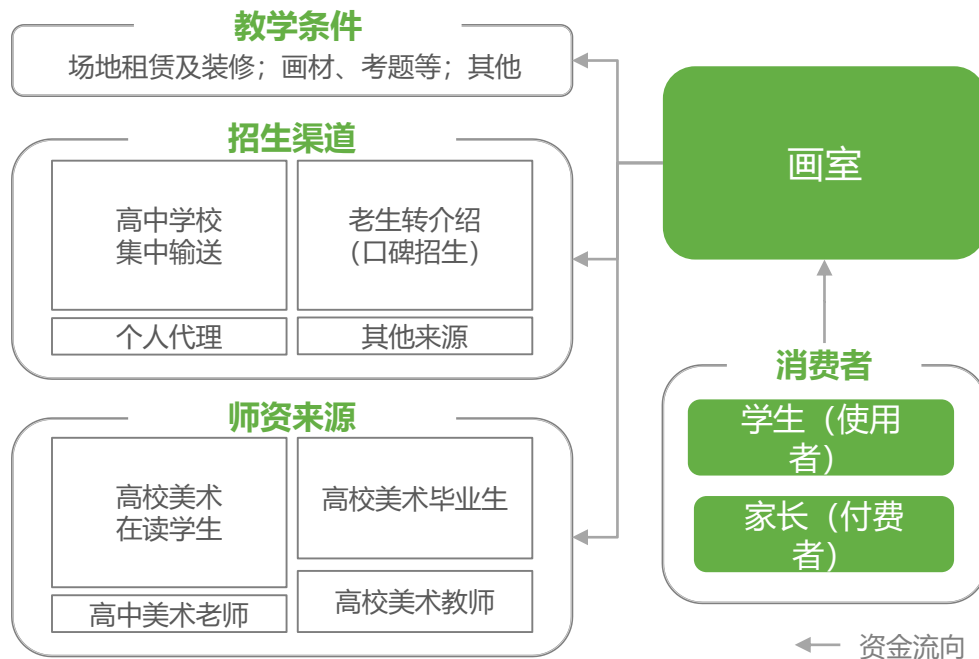 教学条件
场地租赁及装修；画材、考题等；其他
招生渠道
高中学校
集中输送
老生转介绍
（口碑招生）
个人代理
其他来源
师资来源
高校美术
在读学生
高校美术毕业生
高中美术老师
高校美术教师
画室
消费者
学生（使用
者）
家长（付费
者）
资金流向